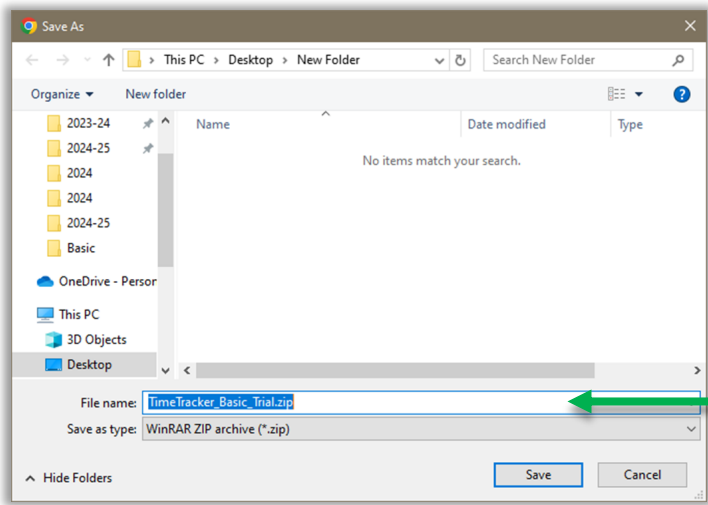 Save As
This PC > Desktop > New Folder
Search New Folder
Organize
New folder
Name
Date modified
Type
2023-24
2024-25
2024
2024
2024-25
Basic
OneDrive - Person
This PC
3D Objects
Desktop
No items match your search.
File name: TimeTracker_Basic_Trial.zip
Save as type: WinRAR ZIP archive (*.zip)
Hide Folders
Save
Cancel